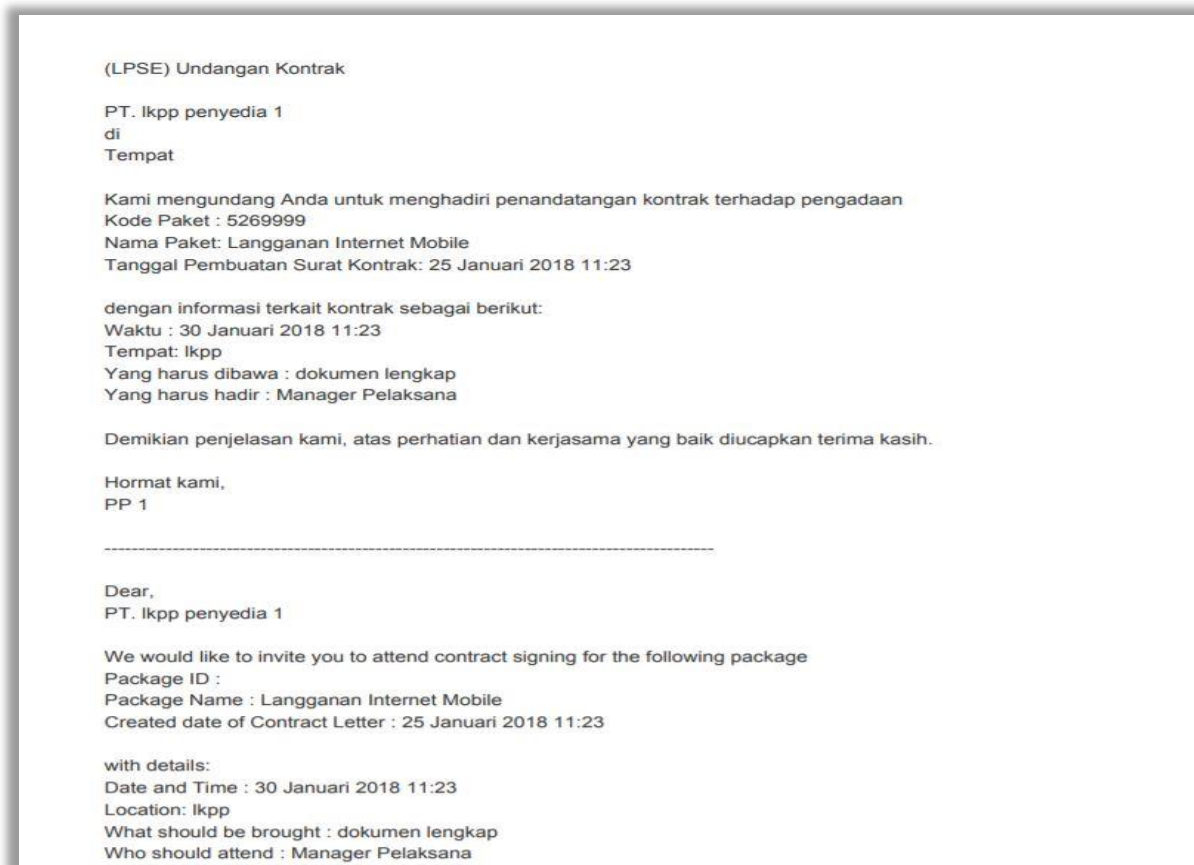 (LPSE) Undangan Kontrak
PT. lkpp penyedia 1
di
Tempat
Kami mengundang Anda untuk menghadiri penandatangan kontrak terhadap pengadaan
Kode Paket : 5269999
Nama Paket: Langganan Internet Mobile
Tanggal Pembuatan Surat Kontrak: 25 Januari 2018 11:23
dengan informasi terkait kontrak sebagai berikut:
Waktu : 30 Januari 2018 11:23
Tempat: lkpp
Yang harus dibawa : dokumen lengkap
Yang harus hadir : Manager Pelaksana
Demikian penjelasan kami, atas perhatian dan kerjasama yang baik diucapkan terima kasih.
Hormat kami,
PP 1
------------------------------------------------------------------------------------------
Dear,
PT. lkpp penyedia 1
We would like to invite you to attend contract signing for the following package
Package ID :
Package Name : Langganan Internet Mobile
Created date of Contract Letter : 25 Januari 2018 11:23
with details:
Date and Time : 30 Januari 2018 11:23
Location: lkpp
What should be brought : dokumen lengkap
Who should attend : Manager Pelaksana